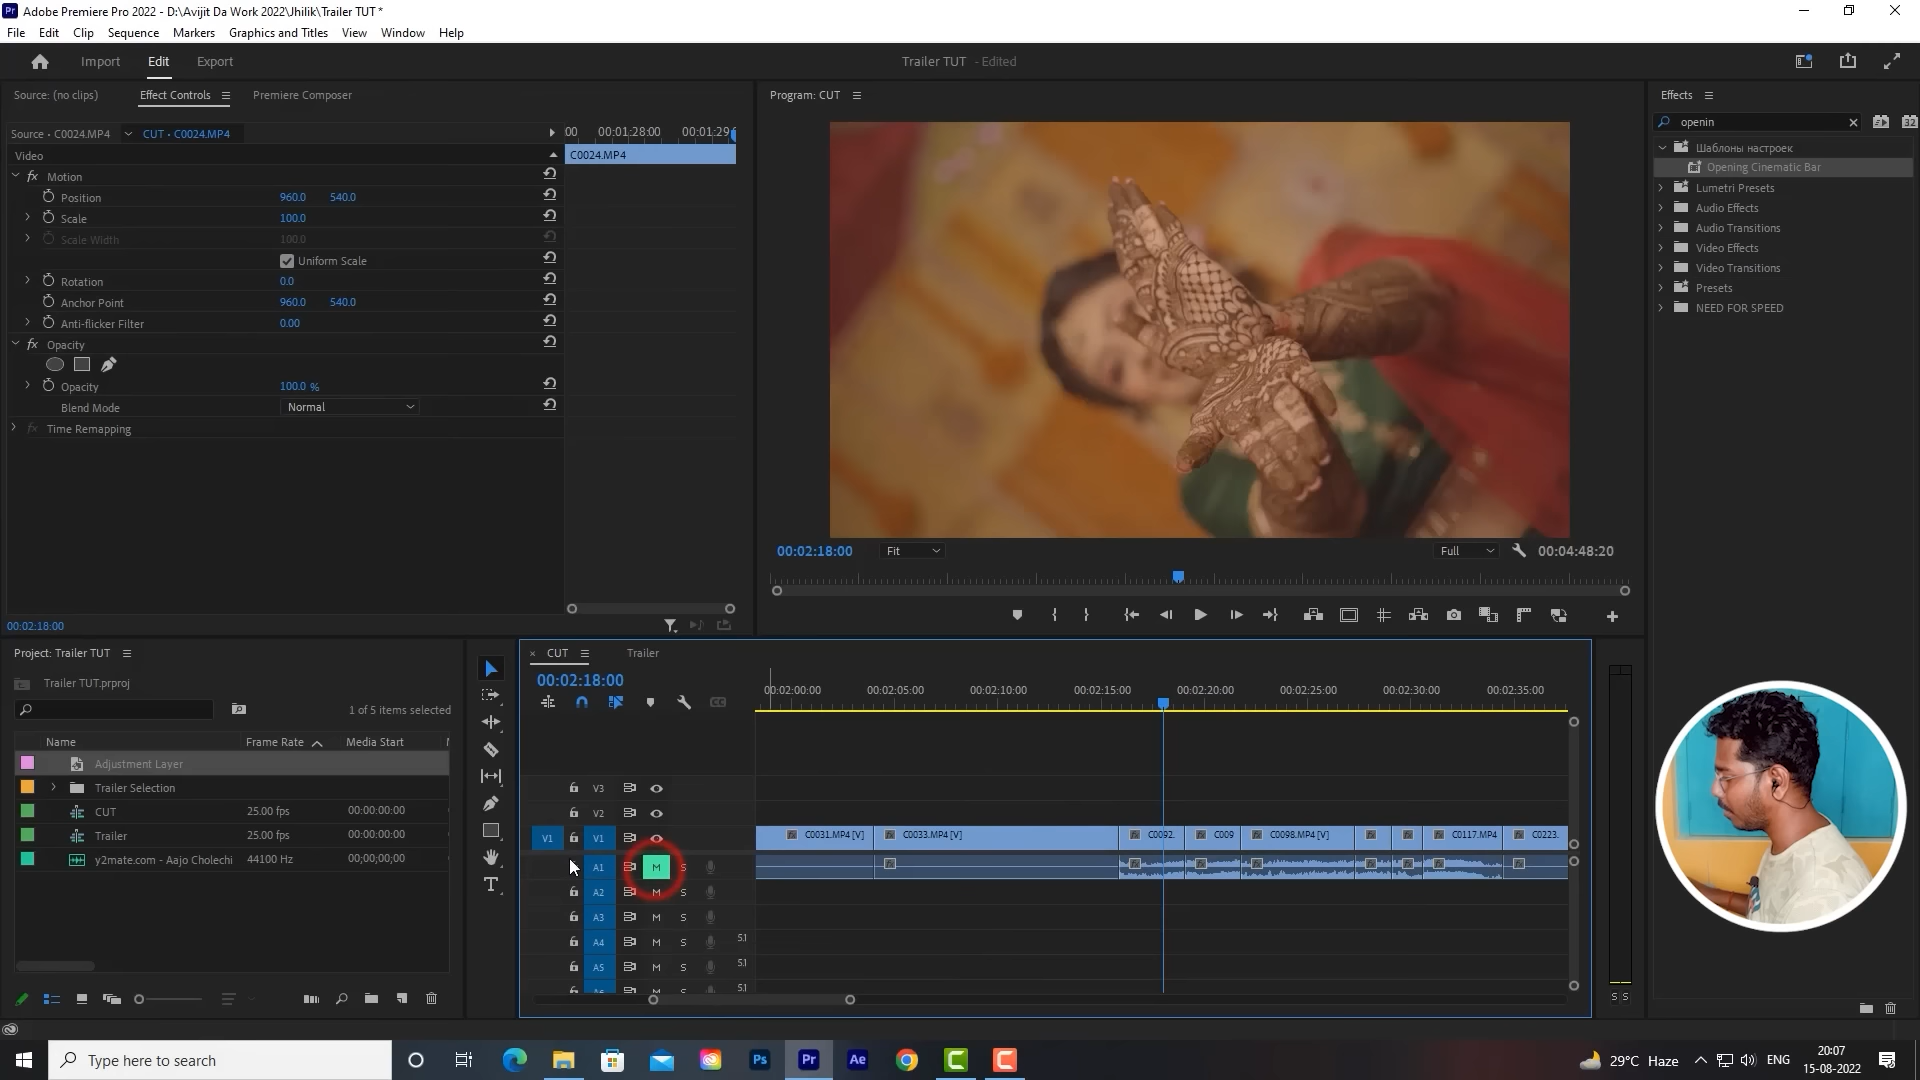 Adobe Premiere Pro 2022 - D:\Avijit Da Work 2022\Jhilik\Trailer TUT *
File Edit Clip Sequence Markers Graphics and Titles View Window Help
Import Edit Export
Trailer TUT - Edited
Source: (no clips) Effect Controls Premiere Composer
Source • C0024.MP4 CUT • C0024.MP4
:00 00:01:28:00 00:01:29:
Video
C0024.MP4
fx Motion
Position 960.0 540.0
Scale 100.0
Scale Width 100.0
Uniform Scale
Rotation 0.0
Anchor Point 960.0 540.0
Anti-flicker Filter 0.00
fx Opacity
Opacity 100.0 %
Blend Mode Normal
fx Time Remapping
00:02:18:00
Program: CUT
00:02:18:00 Fit Full 00:04:48:20
Effects
openin
32
Шаблоны настроек
Opening Cinematic Bar
Lumetri Presets
Audio Effects
Audio Transitions
Video Effects
Video Transitions
Presets
NEED FOR SPEED
Project: Trailer TUT
Trailer TUT.prproj
1 of 5 items selected
Name Frame Rate Media Start
Adjustment Layer
Trailer Selection
CUT 25.00 fps 00:00:00:00
Trailer 25.00 fps 00:00:00:00
y2mate.com - Aajo Cholechi 44100 Hz 00;00;00;00
T
× CUT Trailer
00:02:18:00
00:02:00:00 00:02:05:00 00:02:10:00 00:02:15:00 00:02:20:00 00:02:25:00 00:02:30:00 00:02:35:00
V3
V2
V1 V1 C0031.MP4 [V] C0033.MP4 [V] C0092. C009 C0098.MP4 [V] C0117.MP4 C0223.
A1 M S
A2 M S
A3 M S
A4 M S 5.1
A5 M S 5.1
A6 M S 5.1
S S
Type here to search
Ps Pr Ae
29°C Haze ENG
20:07
15-08-2022